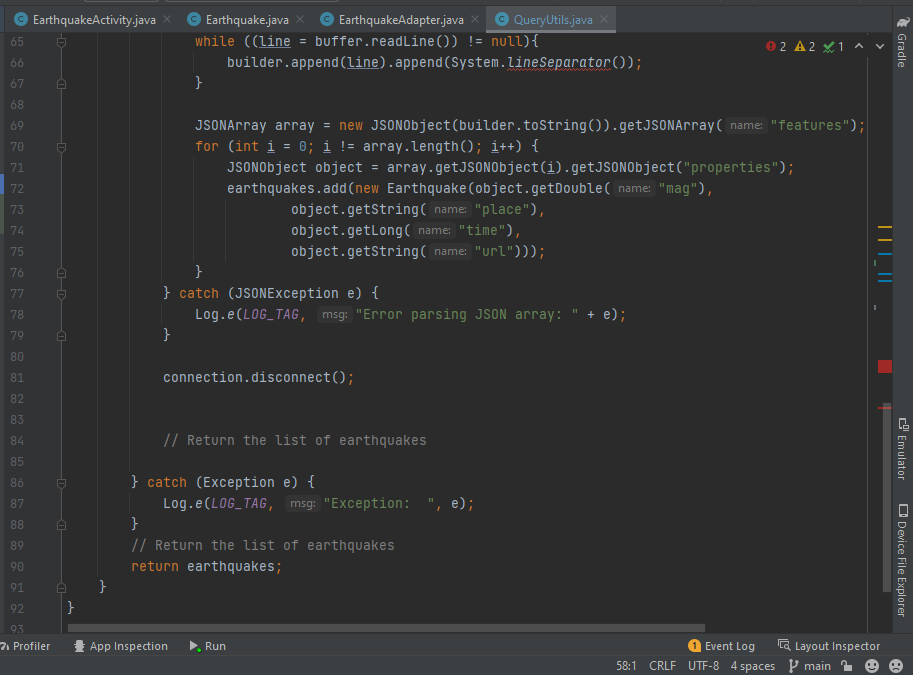 EarthquakeActivity.java × Earthquake.java × EarthquakeAdapter.java × QueryUtils.java ×
65 while ((line = buffer.readLine()) != null){
2 2 1
66 builder.append(line).append(System.lineSeparator());
67 }
68
69 JSONArray array = new JSONObject(builder.toString()).getJSONArray( name: "features");
70 for (int i = 0; i != array.length(); i++) {
71 JSONObject object = array.getJSONObject(i).getJSONObject("properties");
72 earthquakes.add(new Earthquake(object.getDouble( name: "mag"),
73 object.getString( name: "place"),
74 object.getLong( name: "time"),
75 object.getString( name: "url")));
76 }
77 } catch (JSONException e) {
78 Log.e(LOG_TAG, msg: "Error parsing JSON array: " + e);
79 }
80
81 connection.disconnect();
82
83
84 // Return the list of earthquakes
85
86 } catch (Exception e) {
87 Log.e(LOG_TAG, msg: "Exception:  ", e);
88 }
89 // Return the list of earthquakes
90 return earthquakes;
91 }
92 }
93
Gradle
Emulator
Device File Explorer
Profiler App Inspection Run 1 Event Log Layout Inspector
58:1 CRLF UTF-8 4 spaces main